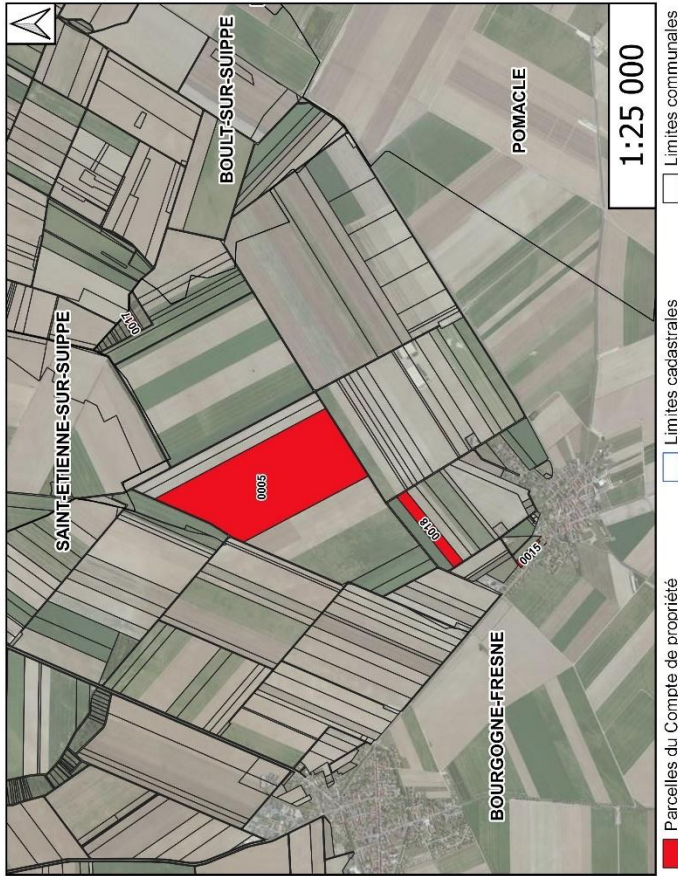 SAINT-ETIENNE-SUR-SUIPPE
BOULT-SUR-SUIPPE
0017
0005
0018
0015
POMACLE
BOURGOGNE-FRESNE
1:25 000
Parcelles du Compte de propriété
Limites cadastrales
Limites communales